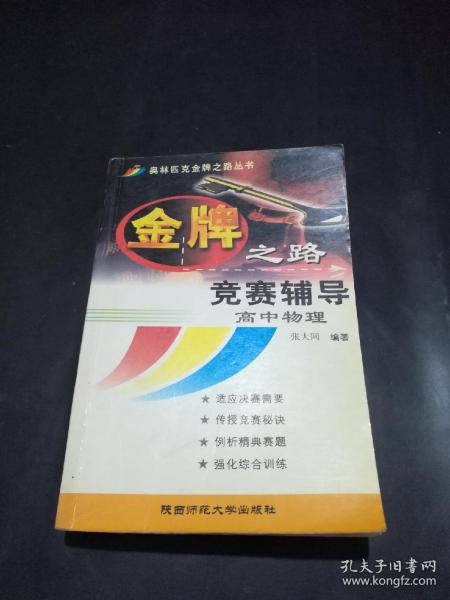 奥林匹克金牌之路丛书
金牌
之路
竞赛辅导
高中物理
张大同 编著
★ 适应决赛需要
★ 传授竞赛秘诀
★ 例析精典赛题
★ 强化综合训练
陕西师范大学出版社
孔夫子旧书网
www.kongfz.com